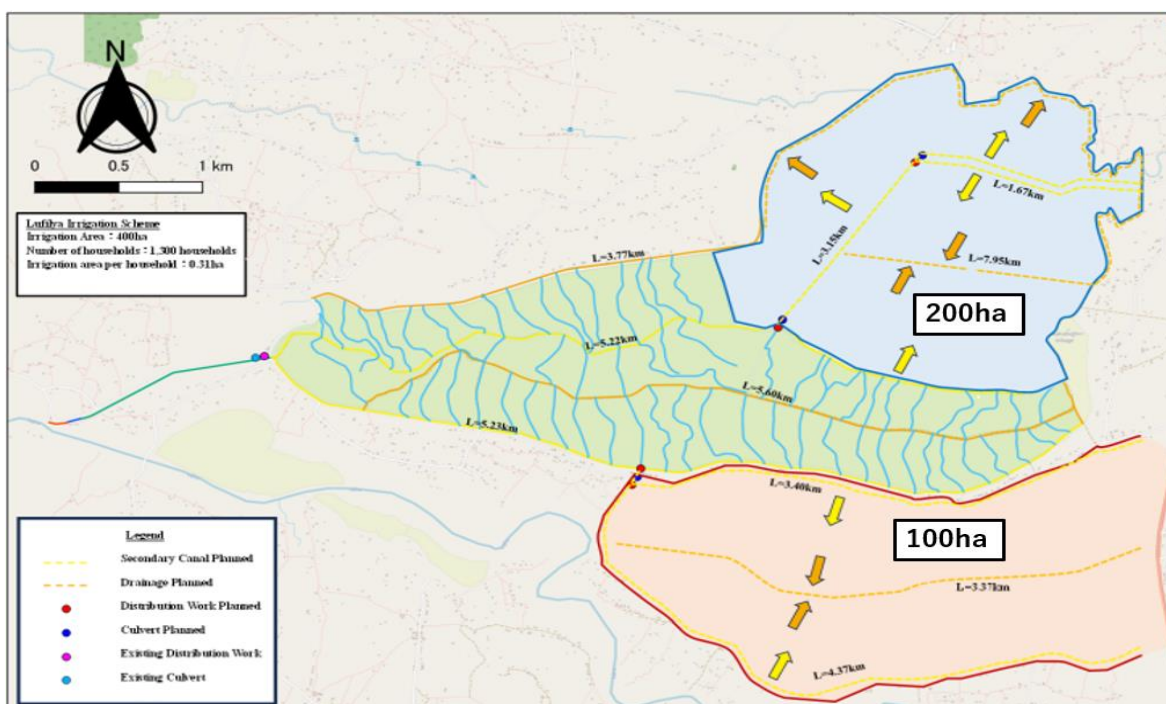 N
0 0.5 1 km
Lufilya Irrigation Scheme
Irrigation Area : 400ha
Number of households : 1,300 households
Irrigation area per household : 0.31ha
L=1.67km
L=3.15km
L=3.77km
L=7.95km
200ha
L=5.22km
L=5.60km
L=5.23km
L=3.40km
100ha
L=3.37km
L=4.37km
Legend
Secondary Canal Planned
Drainage Planned
Distribution Work Planned
Culvert Planned
Existing Distribution Work
Existing Culvert